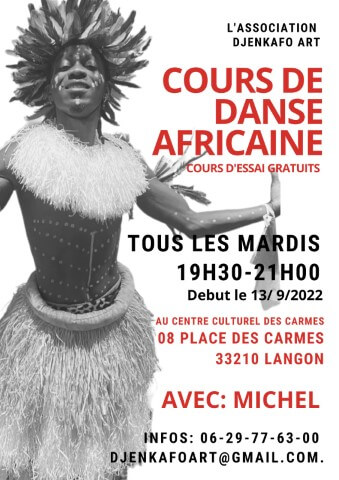 L'ASSOCIATION
DJENKAFO ART
COURS DE
DANSE
AFRICAINE
COURS D'ESSAI GRATUITS
TOUS LES MARDIS
19H30-21H00
Debut le 13/ 9/2022
AU CENTRE CULTUREL DES CARMES
08 PLACE DES CARMES
33210 LANGON
AVEC: MICHEL
INFOS: 06-29-77-63-00
DJENKAFOART@GMAIL.COM.